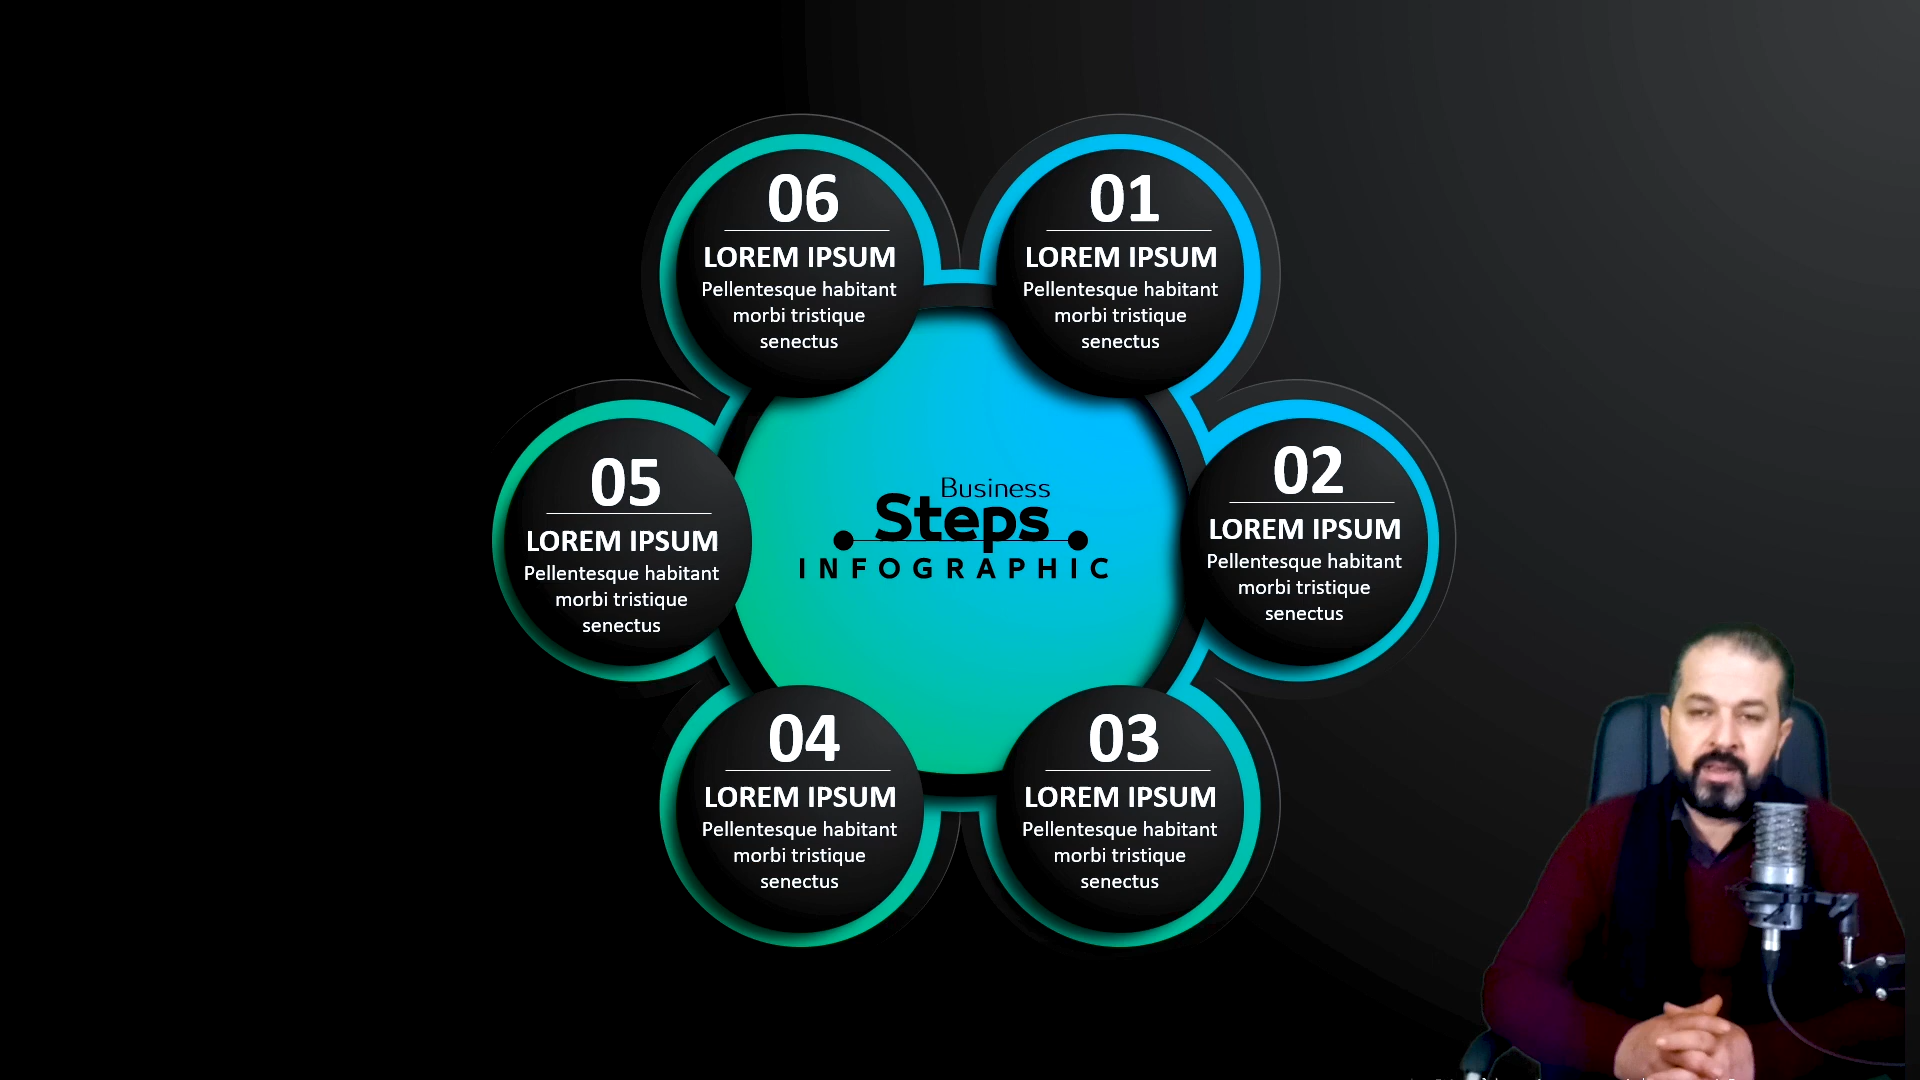 06
LOREM IPSUM
Pellentesque habitant
morbi tristique
senectus
01
LOREM IPSUM
Pellentesque habitant
morbi tristique
senectus
05
LOREM IPSUM
Pellentesque habitant
morbi tristique
senectus
Business
Steps
INFOGRAPHIC
02
LOREM IPSUM
Pellentesque habitant
morbi tristique
senectus
04
LOREM IPSUM
Pellentesque habitant
morbi tristique
senectus
03
LOREM IPSUM
Pellentesque habitant
morbi tristique
senectus